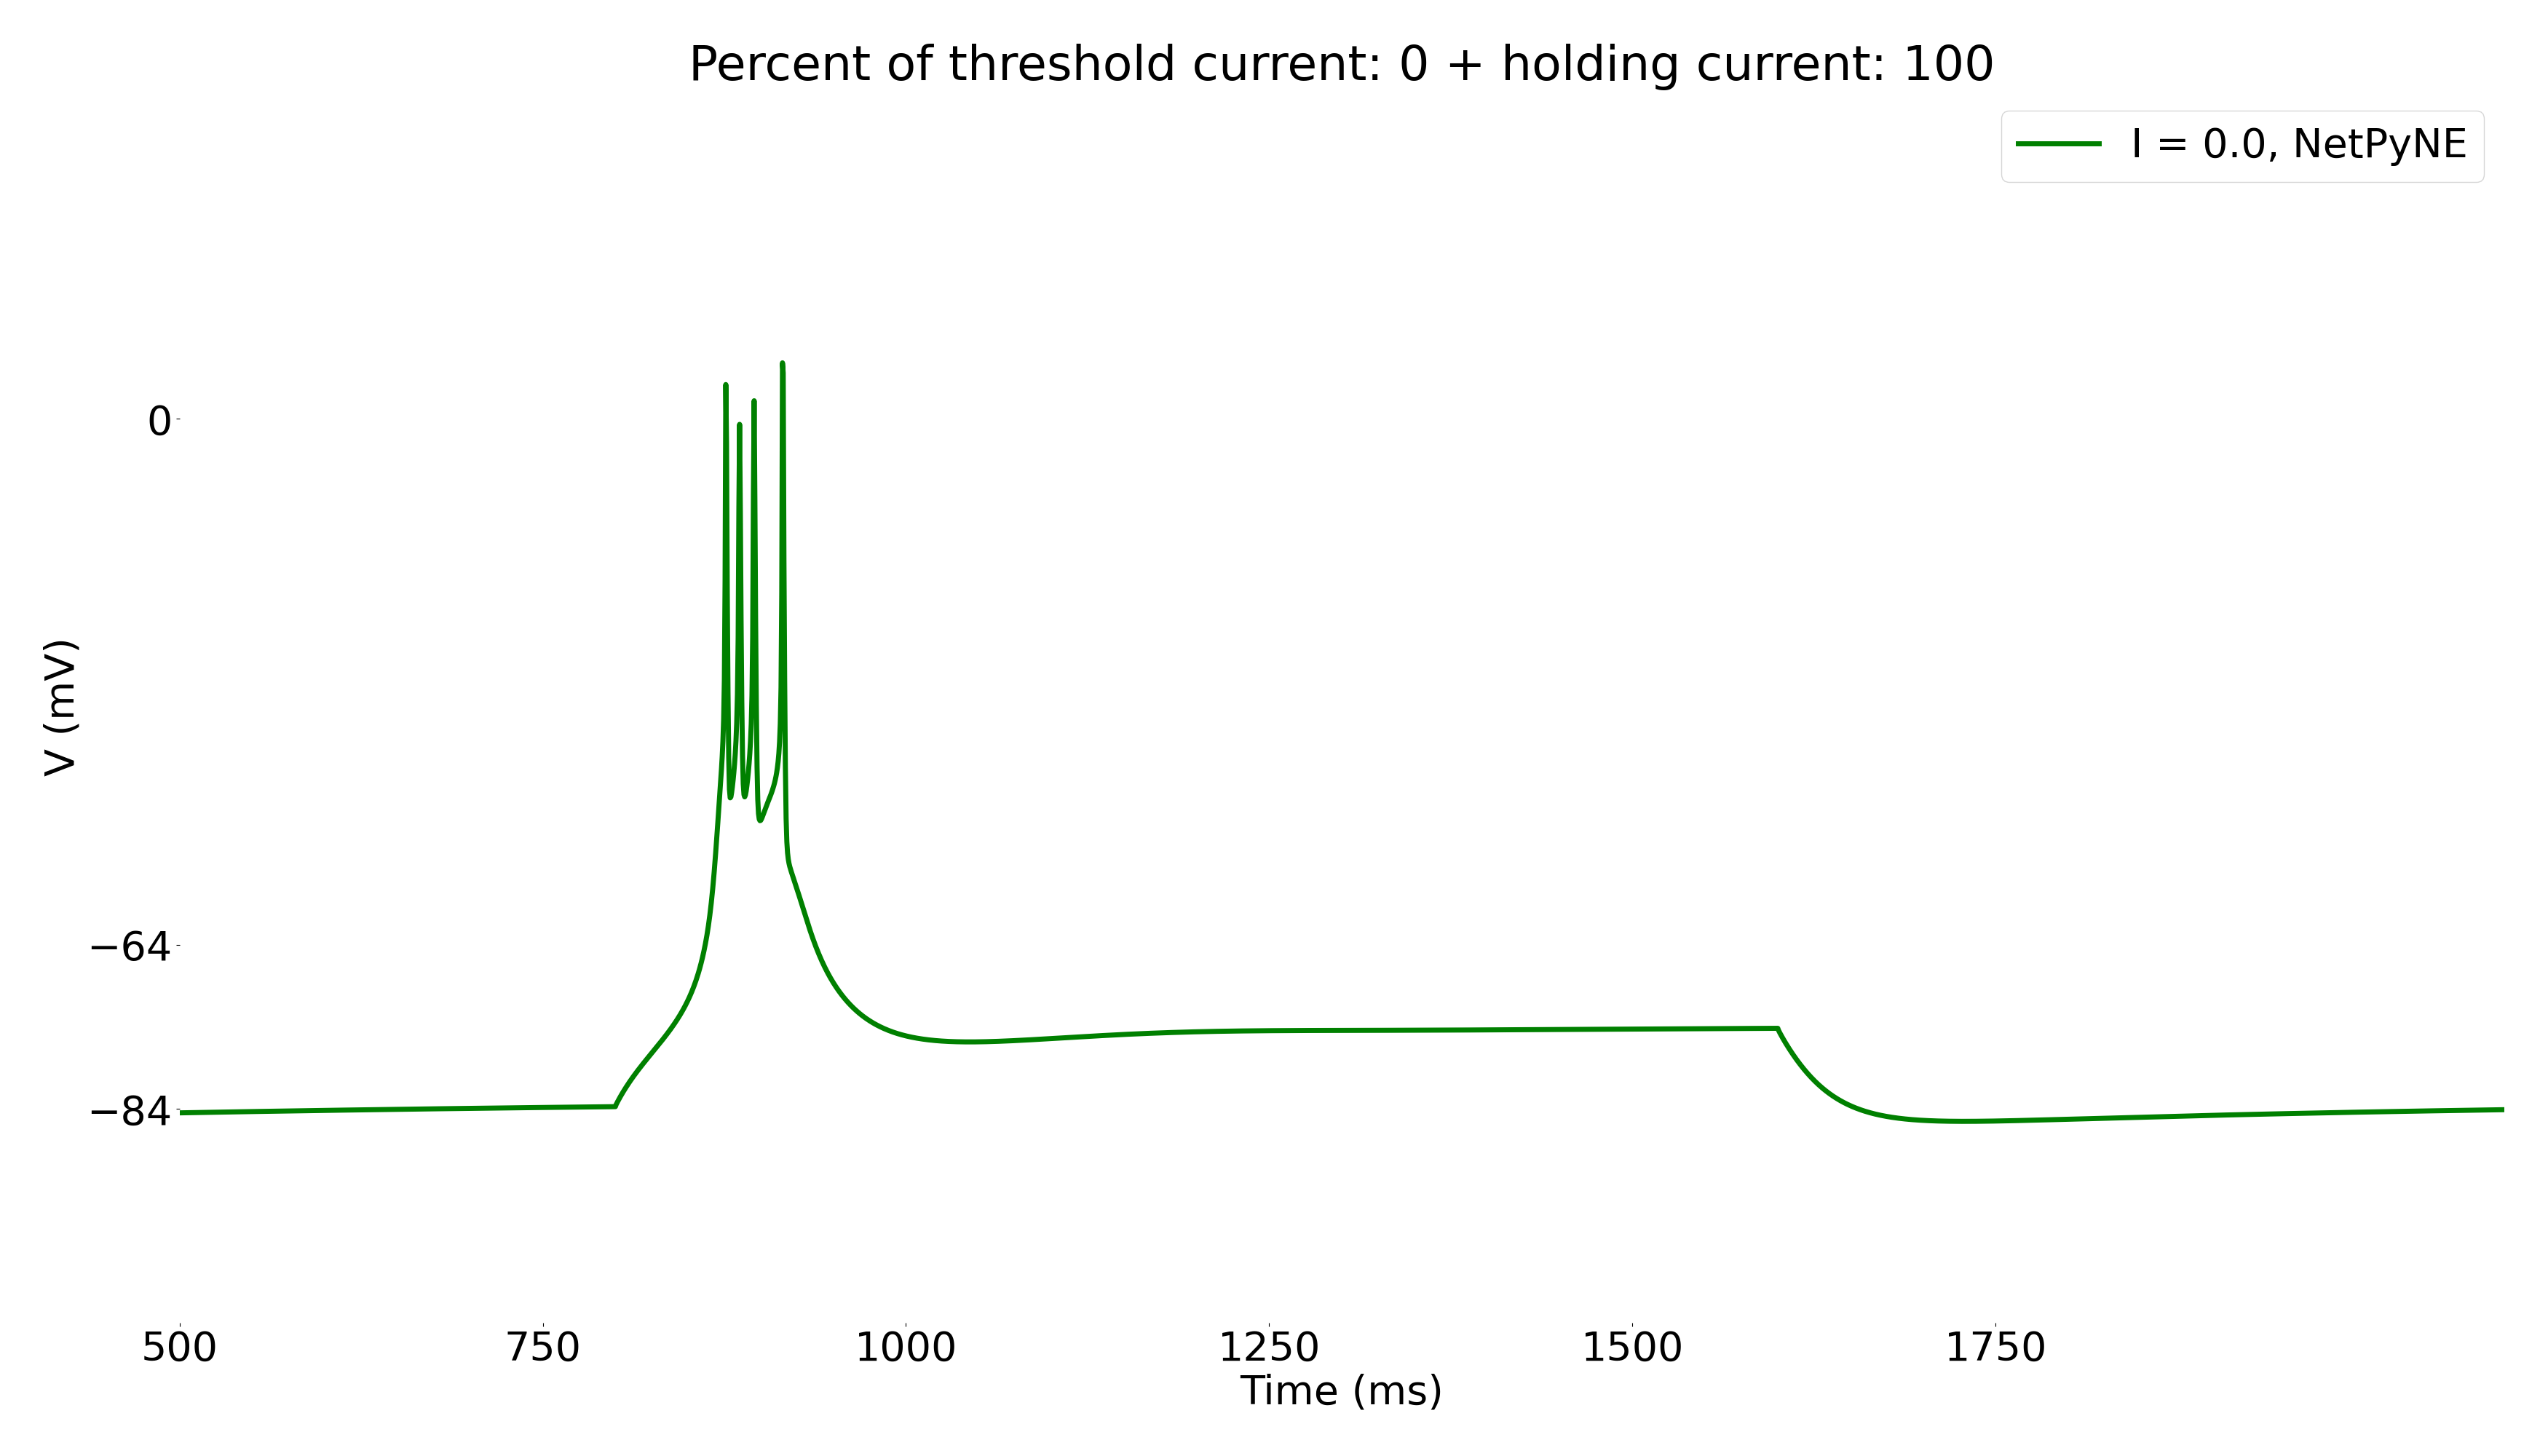 Percent of threshold current: 0 + holding current: 100
I = 0.0, NetPyNE
0
V (mV)
−64
−84
500 750 1000 1250 1500 1750
Time (ms)